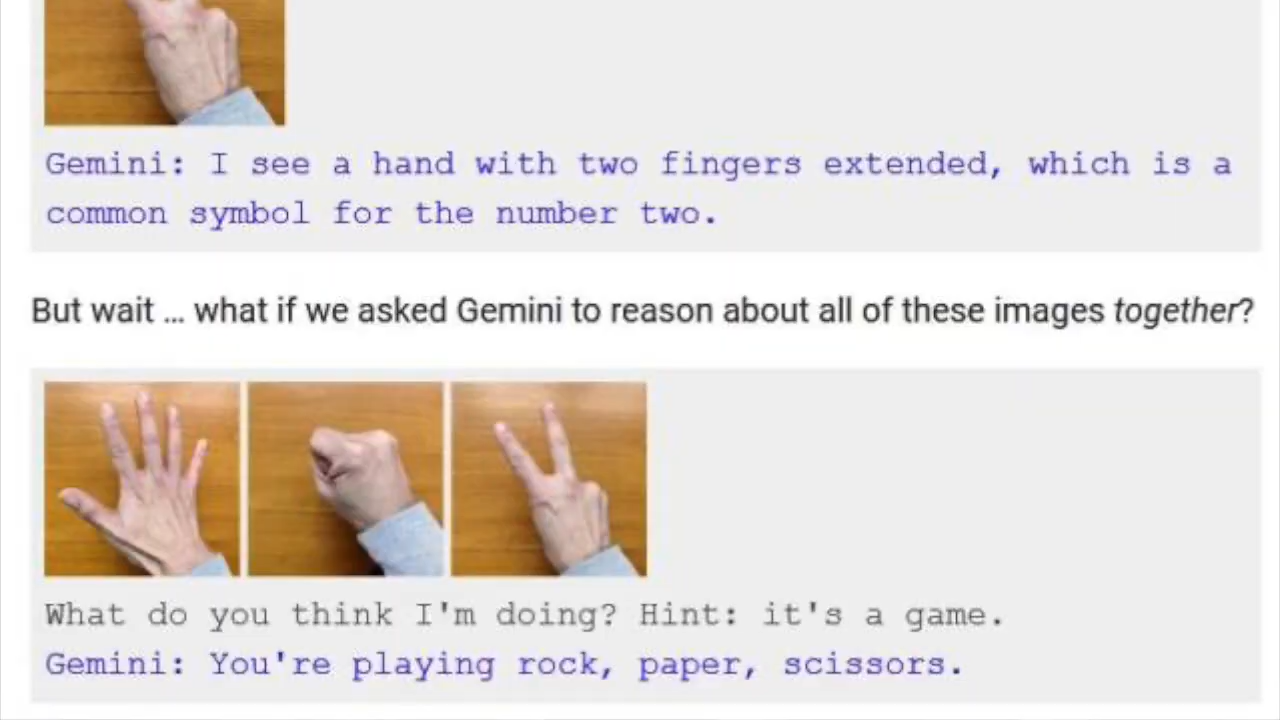 Gemini: I see a hand with two fingers extended, which is a
common symbol for the number two.
But wait … what if we asked Gemini to reason about all of these images together?
What do you think I'm doing? Hint: it's a game.
Gemini: You're playing rock, paper, scissors.